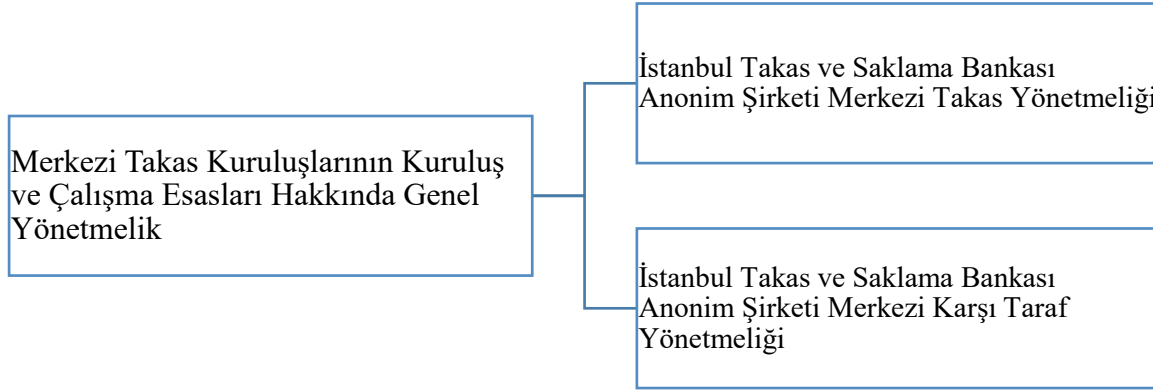 İstanbul Takas ve Saklama Bankası
Anonim Şirketi Merkezi Takas Yönetmeliği
Merkezi Takas Kuruluşlarının Kuruluş
ve Çalışma Esasları Hakkında Genel
Yönetmelik
İstanbul Takas ve Saklama Bankası
Anonim Şirketi Merkezi Karşı Taraf
Yönetmeliği